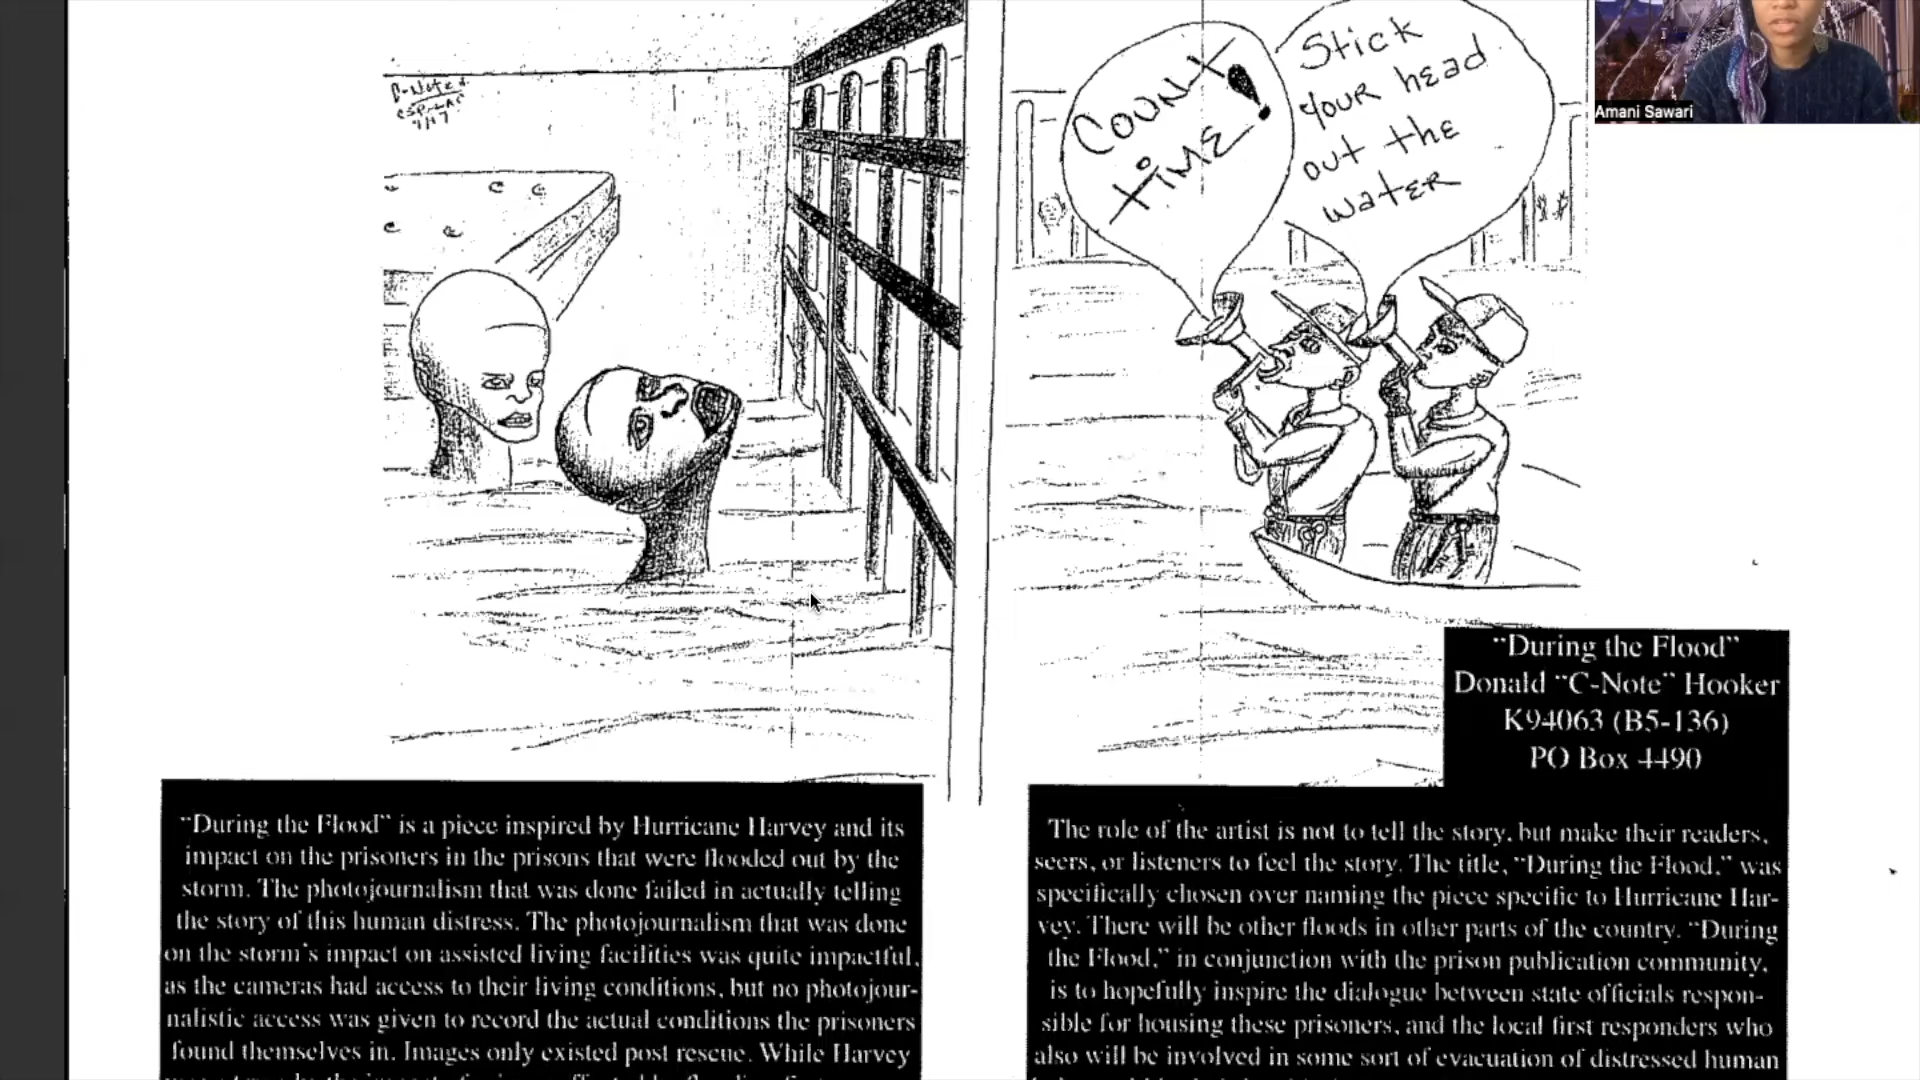 C-Note
CSP-LAC
9/17
COUNT
TiME!
Stick
your head
out the
water
Amani Sawari
“During the Flood”
Donald “C-Note” Hooker
K94063 (B5-136)
PO Box 4490
“During the Flood” is a piece inspired by Hurricane Harvey and its
impact on the prisoners in the prisons that were flooded out by the
storm. The photojournalism that was done failed in actually telling
the story of this human distress. The photojournalism that was done
on the storm's impact on assisted living facilities was quite impactful,
as the cameras had access to their living conditions, but no photojour-
nalistic access was given to record the actual conditions the prisoners
found themselves in. Images only existed post rescue. While Harvey
The role of the artist is not to tell the story, but make their readers,
seers, or listeners to feel the story. The title, “During the Flood,” was
specifically chosen over naming the piece specific to Hurricane Har-
vey. There will be other floods in other parts of the country. “During
the Flood,” in conjunction with the prison publication community,
is to hopefully inspire the dialogue between state officials respon-
sible for housing these prisoners, and the local first responders who
also will be involved in some sort of evacuation of distressed human